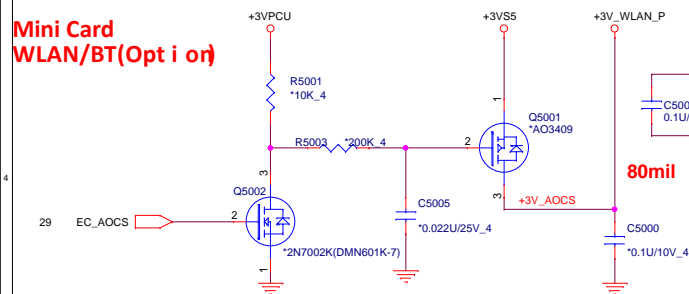 Mini Card
WLAN/BT(Opt i on)
+3VPCU
+3VS5
+3V_WLAN_P
R5001
*10K_4
C500
0.1U/
Q5001
*AO3409
1
R5003
*200K_4
2
80mil
3
Q5002
3
+3V_AOCS
4
29
EC_AOCS
2
C5005
*0.022U/25V_4
C5000
*0.1U/10V_4
*2N7002K(DMN601K-7)
1